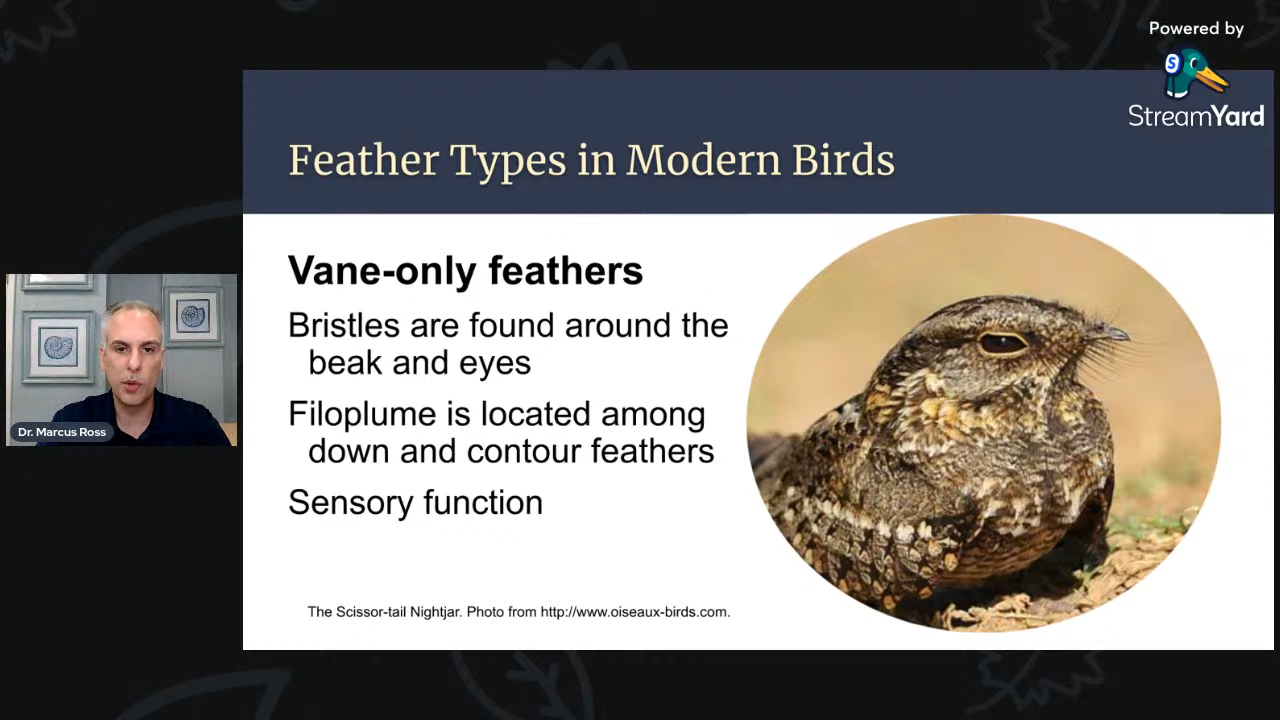 Powered by
S
StreamYard
Feather Types in Modern Birds
Vane-only feathers
Bristles are found around the
beak and eyes
Filoplume is located among
down and contour feathers
Sensory function
The Scissor-tail Nightjar. Photo from http://www.oiseaux-birds.com.
Dr. Marcus Ross